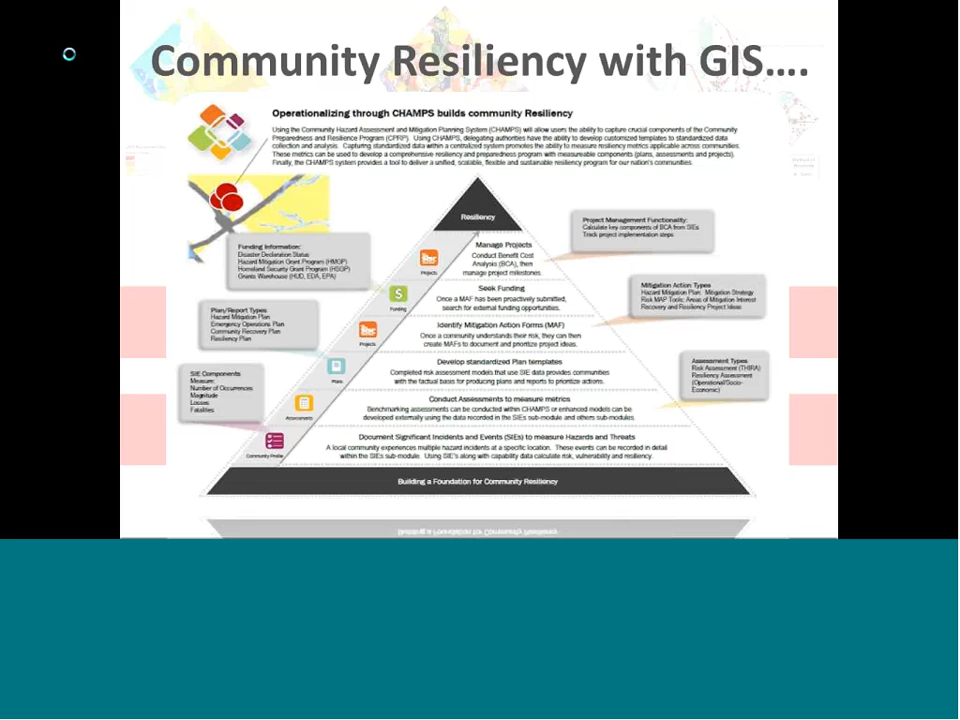 Community Resiliency with GIS....
Operationalizing through CHAMPS builds community Resiliency
Using the Community Hazard Assessment and Mitigation Planning System (CHAMPS) will allow users the ability to capture crucial components of the Community
Preparedness and Resilience Program (CPRP). Using CHAMPS, delegating authorities have the ability to develop customized templates to standardized data
collection and analysis. Capturing standardized data within a centralized system promotes the ability to measure resiliency metrics applicable across communities.
These metrics can be used to develop a comprehensive resiliency and preparedness program with measureable components (plans, assessments and projects).
Finally, the CHAMPS system provides a tool to deliver a unified, scalable, flexible and sustainable resiliency program for our nation's communities.
Resiliency
Project Management Functionality:
Calculate key components of BCA from SIEs
Track project implementation steps
Funding Information:
Disaster Declaration Status
Hazard Mitigation Grant Program (HMGP)
Homeland Security Grant Program (HSGP)
Grants Warehouse (HUD, EDA, EPA)
Manage Projects
Conduct Benefit Cost
Analysis (BCA), then
manage project milestones
Projects
Seek Funding
Once a MAF has been proactively submitted,
search for external funding opportunities.
Funding
Mitigation Action Types
Hazard Mitigation Plan: Mitigation Strategy
Risk MAP Tools: Areas of Mitigation Interest
Recovery and Resiliency Project Ideas
Plan/Report Types
Hazard Mitigation Plan
Emergency Operations Plan
Community Recovery Plan
Resiliency Plan
Identify Mitigation Action Forms (MAF)
Once a community understands their risk, they can then
create MAFs to document and prioritize project ideas.
Projects
Develop standardized Plan templates
Completed risk assessment models that use SIE data provides communities
with the factual basis for producing plans and reports to prioritize actions.
Plans
Assessment Types
Risk Assessment (THIRA)
Resiliency Assessment
(Operational/Socio-
Economic)
SIE Components
Measure:
Number of Occurrences
Magnitude
Losses
Fatalities
Conduct Assessments to measure metrics
Benchmarking assessments can be conducted within CHAMPS or enhanced models can be
developed externally using the data recorded in the SIEs sub-module and others sub-modules.
Assessments
Document Significant Incidents and Events (SIEs) to measure Hazards and Threats
A local community experiences multiple hazard incidents at a specific location. These events can be recorded in detail
within the SIEs sub-module. Using SIE's along with capability data calculate risk, vulnerability and resiliency.
Community Profile
Building a Foundation for Community Resiliency